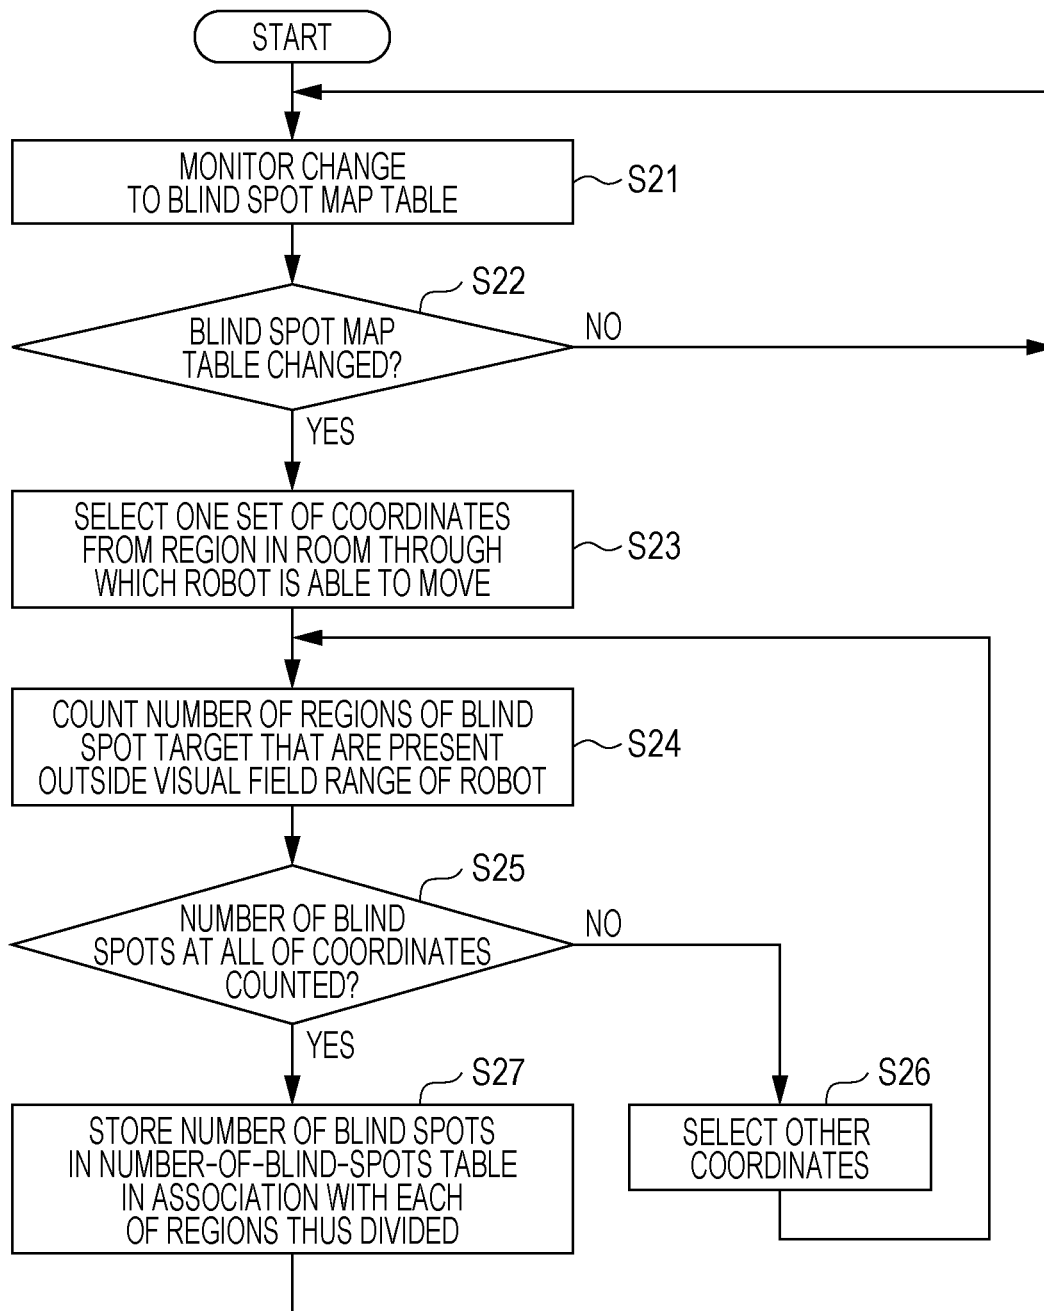 START
MONITOR CHANGE
TO BLIND SPOT MAP TABLE
S21
S22
BLIND SPOT MAP
TABLE CHANGED?
NO
YES
SELECT ONE SET OF COORDINATES
FROM REGION IN ROOM THROUGH
WHICH ROBOT IS ABLE TO MOVE
S23
COUNT NUMBER OF REGIONS OF BLIND
SPOT TARGET THAT ARE PRESENT
OUTSIDE VISUAL FIELD RANGE OF ROBOT
S24
S25
NUMBER OF BLIND
SPOTS AT ALL OF COORDINATES
COUNTED?
NO
YES
S27
STORE NUMBER OF BLIND SPOTS
IN NUMBER-OF-BLIND-SPOTS TABLE
IN ASSOCIATION WITH EACH
OF REGIONS THUS DIVIDED
S26
SELECT OTHER
COORDINATES